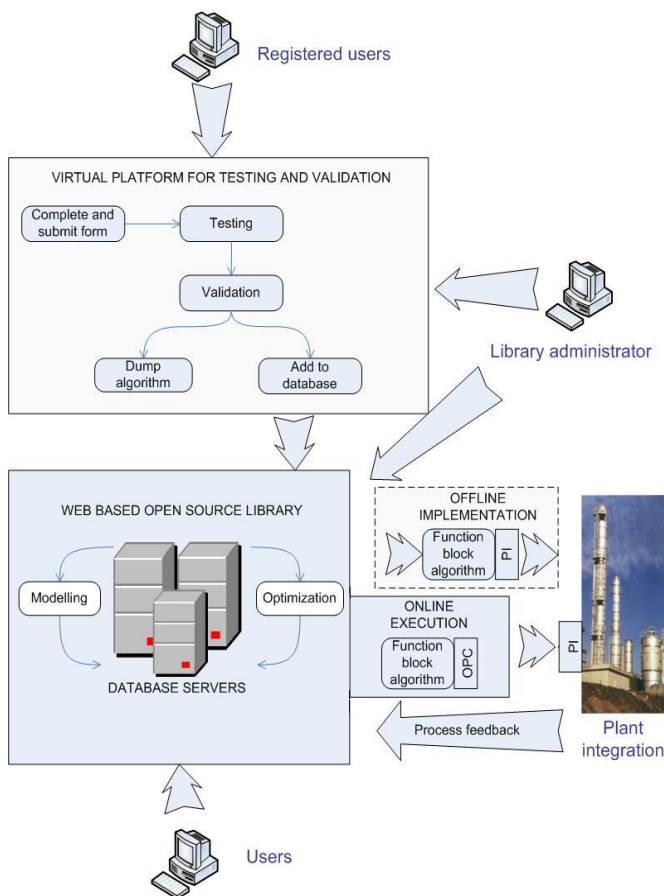 Registered users
VIRTUAL PLATFORM FOR TESTING AND VALIDATION
Complete and
submit form
Testing
Validation
Dump
algorithm
Add to
database
Library administrator
WEB BASED OPEN SOURCE LIBRARY
Modelling
Optimization
DATABASE SERVERS
OFFLINE
IMPLEMENTATION
Function
block
algorithm
PI
ONLINE
EXECUTION
Function
block
algorithm
OPC
PI
Process feedback
Plant
integration
Users